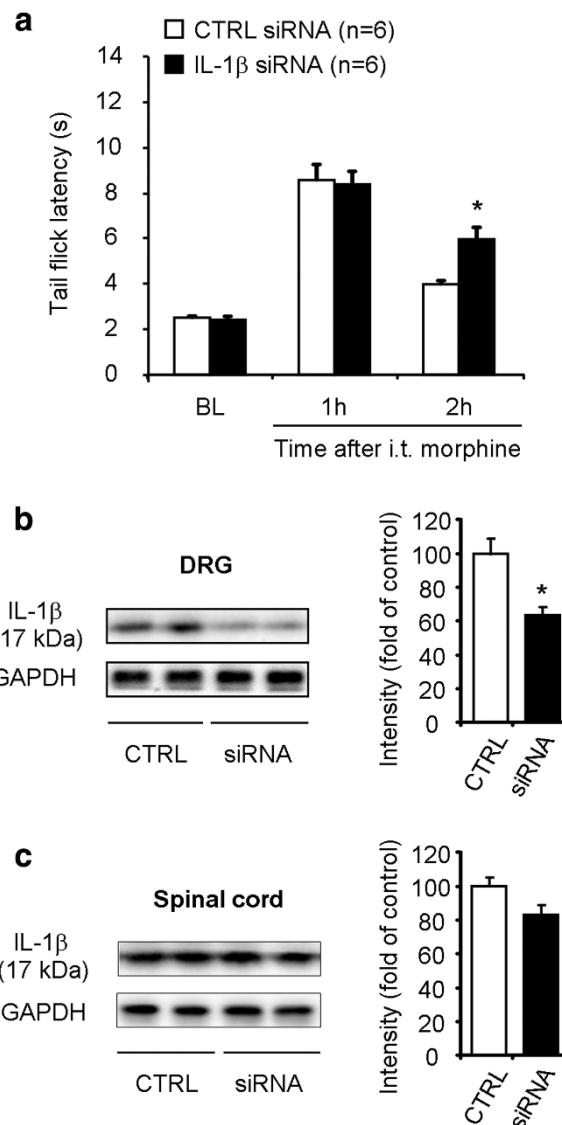 a
CTRL siRNA (n=6)
IL-1β siRNA (n=6)
Tail flick latency (s)
14
12
10
8
6
4
2
0
*
BL
1h
2h
Time after i.t. morphine
b
DRG
IL-1β
17 kDa)
GAPDH
CTRL
siRNA
Intensity (fold of control)
120
100
80
60
40
20
0
*
CTRL
siRNA
c
Spinal cord
IL-1β
(17 kDa)
GAPDH
CTRL
siRNA
Intensity (fold of control)
120
100
80
60
40
20
0
CTRL
siRNA